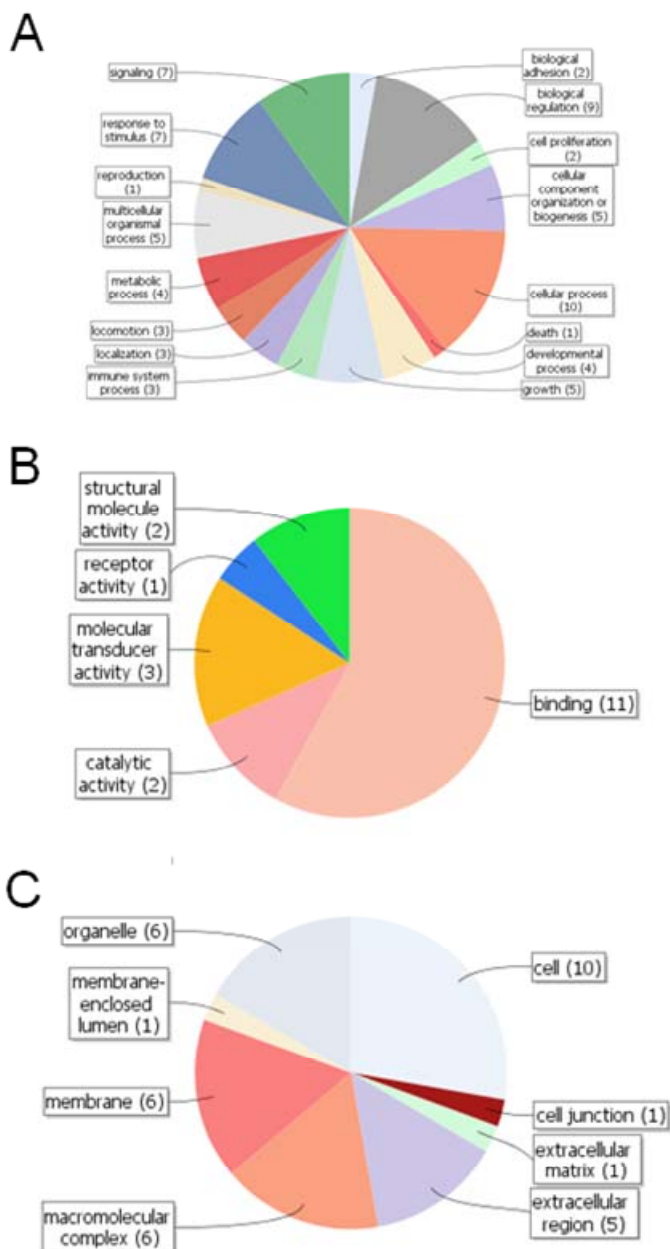 A
signaling (7)
response to
stimulus (7)
reproduction
(1)
multicellular
organismal
process (5)
metabolic
process (4)
locomotion (3)
localization (3)
immune system
process (3)
biological
adhesion (2)
biological
regulation (9)
cell proliferation
(2)
cellular
component
organization or
biogenesis (5)
cellular process
(10)
death (1)
developmental
process (4)
growth (5)
B
structural
molecule
activity (2)
receptor
activity (1)
molecular
transducer
activity (3)
catalytic
activity (2)
binding (11)
C
organelle (6)
membrane-
enclosed
lumen (1)
membrane (6)
macromolecular
complex (6)
cell (10)
cell junction (1)
extracellular
matrix (1)
extracellular
region (5)